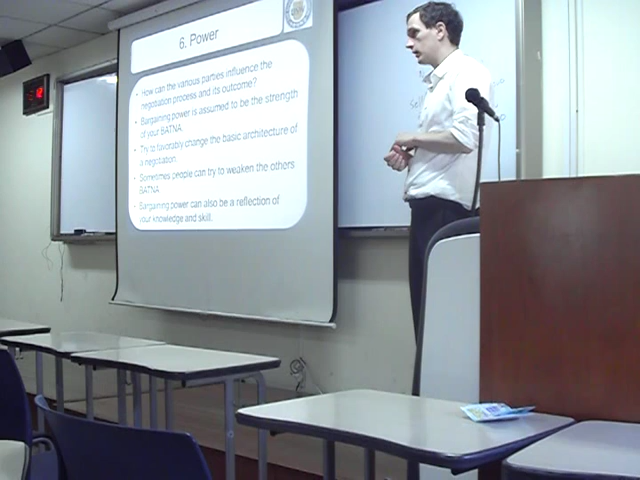 6. Power
• How can the various parties influence the
negotiation process and its outcome?
• Bargaining power is assumed to be the strength
of your BATNA.
• Try to favorably change the basic architecture of
a negotiation.
• Sometimes people can try to weaken the others
BATNA.
• Bargaining power can also be a reflection of
your knowledge and skill.